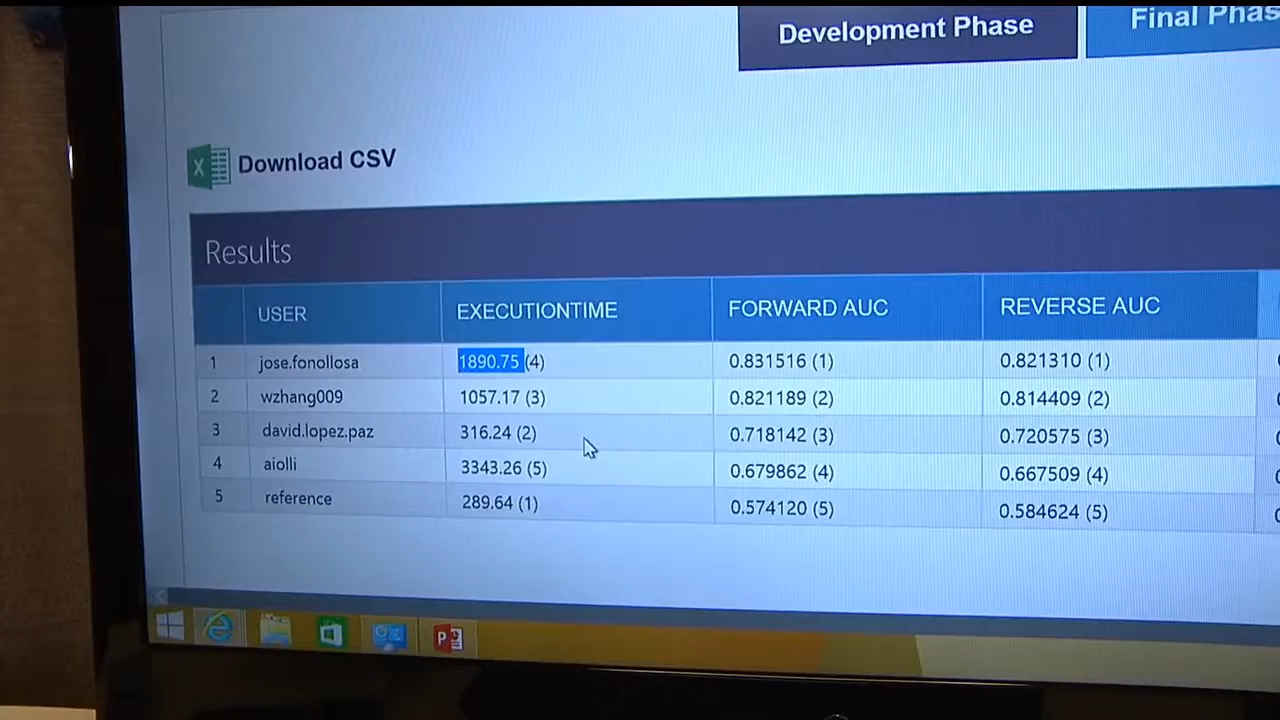 Development Phase
Final Phas
Download CSV
Results
USER EXECUTIONTIME FORWARD AUC REVERSE AUC
1 jose.fonollosa 1890.75 (4) 0.831516 (1) 0.821310 (1)
2 wzhang009 1057.17 (3) 0.821189 (2) 0.814409 (2)
3 david.lopez.paz 316.24 (2) 0.718142 (3) 0.720575 (3)
4 aiolli 3343.26 (5) 0.679862 (4) 0.667509 (4)
5 reference 289.64 (1) 0.574120 (5) 0.584624 (5)